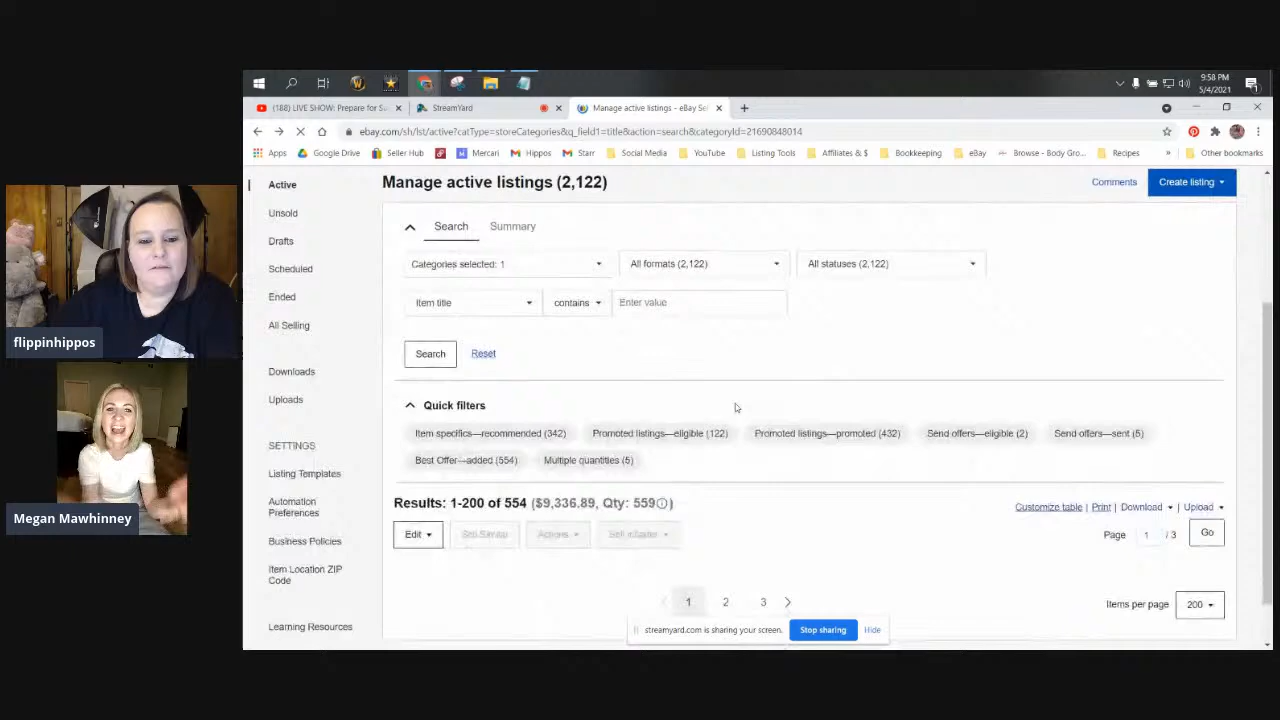 9:58 PM
5/4/2021
(188) LIVE SHOW: Prepare for Su
StreamYard
Manage active listings - eBay Sel
ebay.com/sh/lst/active?catType=storeCategories&q_field1=title&action=search&categoryId=21690848014
Apps Google Drive Seller Hub Mercari Hippos Starr Social Media YouTube Listing Tools Affiliates & $ Bookkeeping eBay Browse - Body Gro... Recipes » Other bookmarks
Active
Unsold
Drafts
Scheduled
Ended
All Selling
Downloads
Uploads
SETTINGS
Listing Templates
Automation
Preferences
Business Policies
Item Location ZIP
Code
Learning Resources
Manage active listings (2,122)
Comments
Create listing
Search Summary
Categories selected: 1 All formats (2,122) All statuses (2,122)
Item title contains Enter value
Search Reset
Quick filters
Item specifics—recommended (342) Promoted listings—eligible (122) Promoted listings—promoted (432) Send offers—eligible (2) Send offers—sent (5)
Best Offer—added (554) Multiple quantities (5)
Results: 1-200 of 554 ($9,336.89, Qty: 559)
Customize table | Print | Download | Upload
Edit Sell Similar Actions
Page 1 / 3 Go
1 2 3
Items per page 200
streamyard.com is sharing your screen. Stop sharing Hide
flippinhippos
Megan Mawhinney